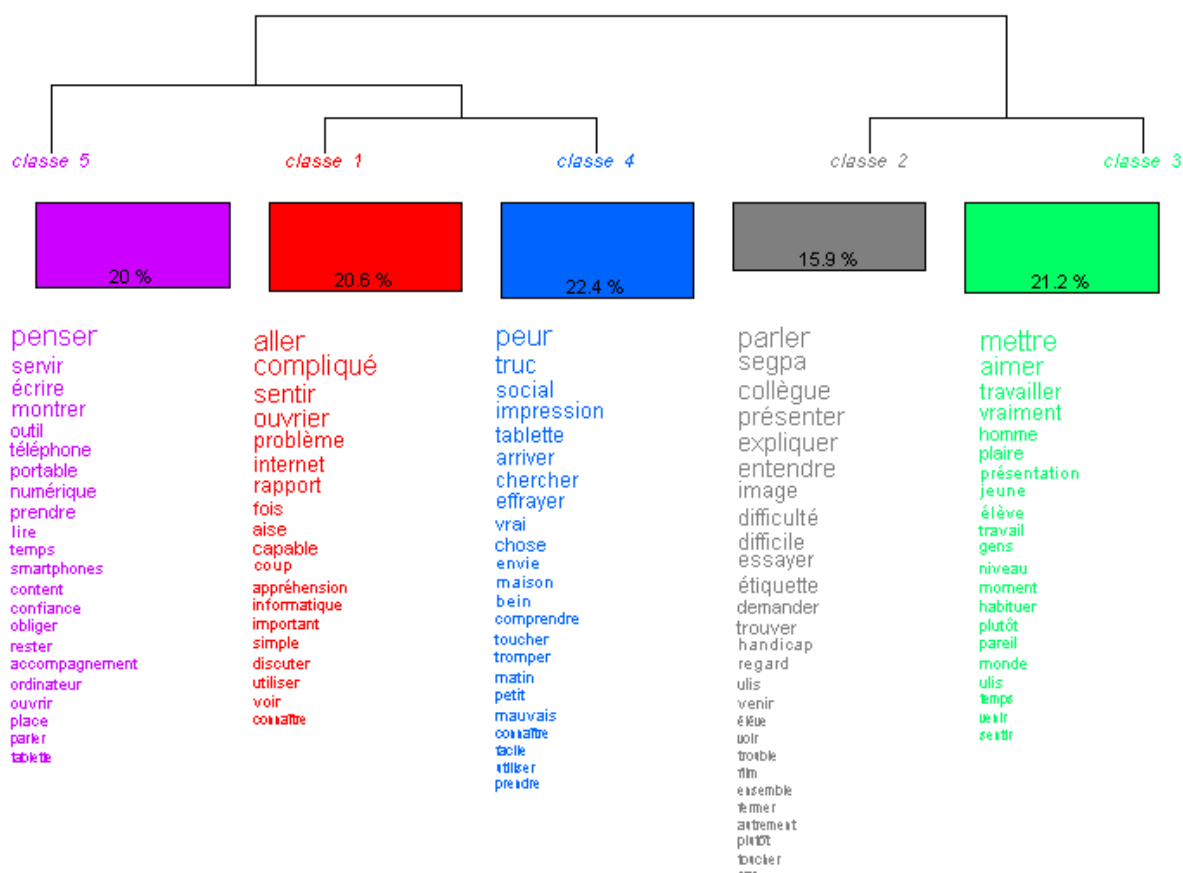 classe 5
classe 1
classe 4
classe 2
classe 3
20 %
20.6 %
22.4 %
15.9 %
21.2 %
penser
servir
écrire
montrer
outil
téléphone
portable
numérique
prendre
lire
temps
smartphones
content
confiance
obliger
rester
accompagnement
ordinateur
ouvrir
place
parler
tablette
aller
compliqué
sentir
ouvrier
problème
internet
rapport
fois
aise
capable
coup
appréhension
informatique
important
simple
discuter
utiliser
voir
connaître
peur
truc
social
impression
tablette
arriver
chercher
effrayer
vrai
chose
envie
maison
bein
comprendre
toucher
tromper
matin
petit
mauvais
connaître
facile
utiliser
prendre
parler
segpa
collègue
présenter
expliquer
entendre
image
difficulté
difficile
essayer
étiquette
demander
trouver
handicap
regard
ulis
venir
élève
voir
trouble
film
ensemble
fermer
autrement
plutôt
toucher
mettre
aimer
travailler
vraiment
homme
plaire
présentation
jeune
élève
travail
gens
niveau
moment
habituer
plutôt
pareil
monde
ulis
temps
venir
sentir